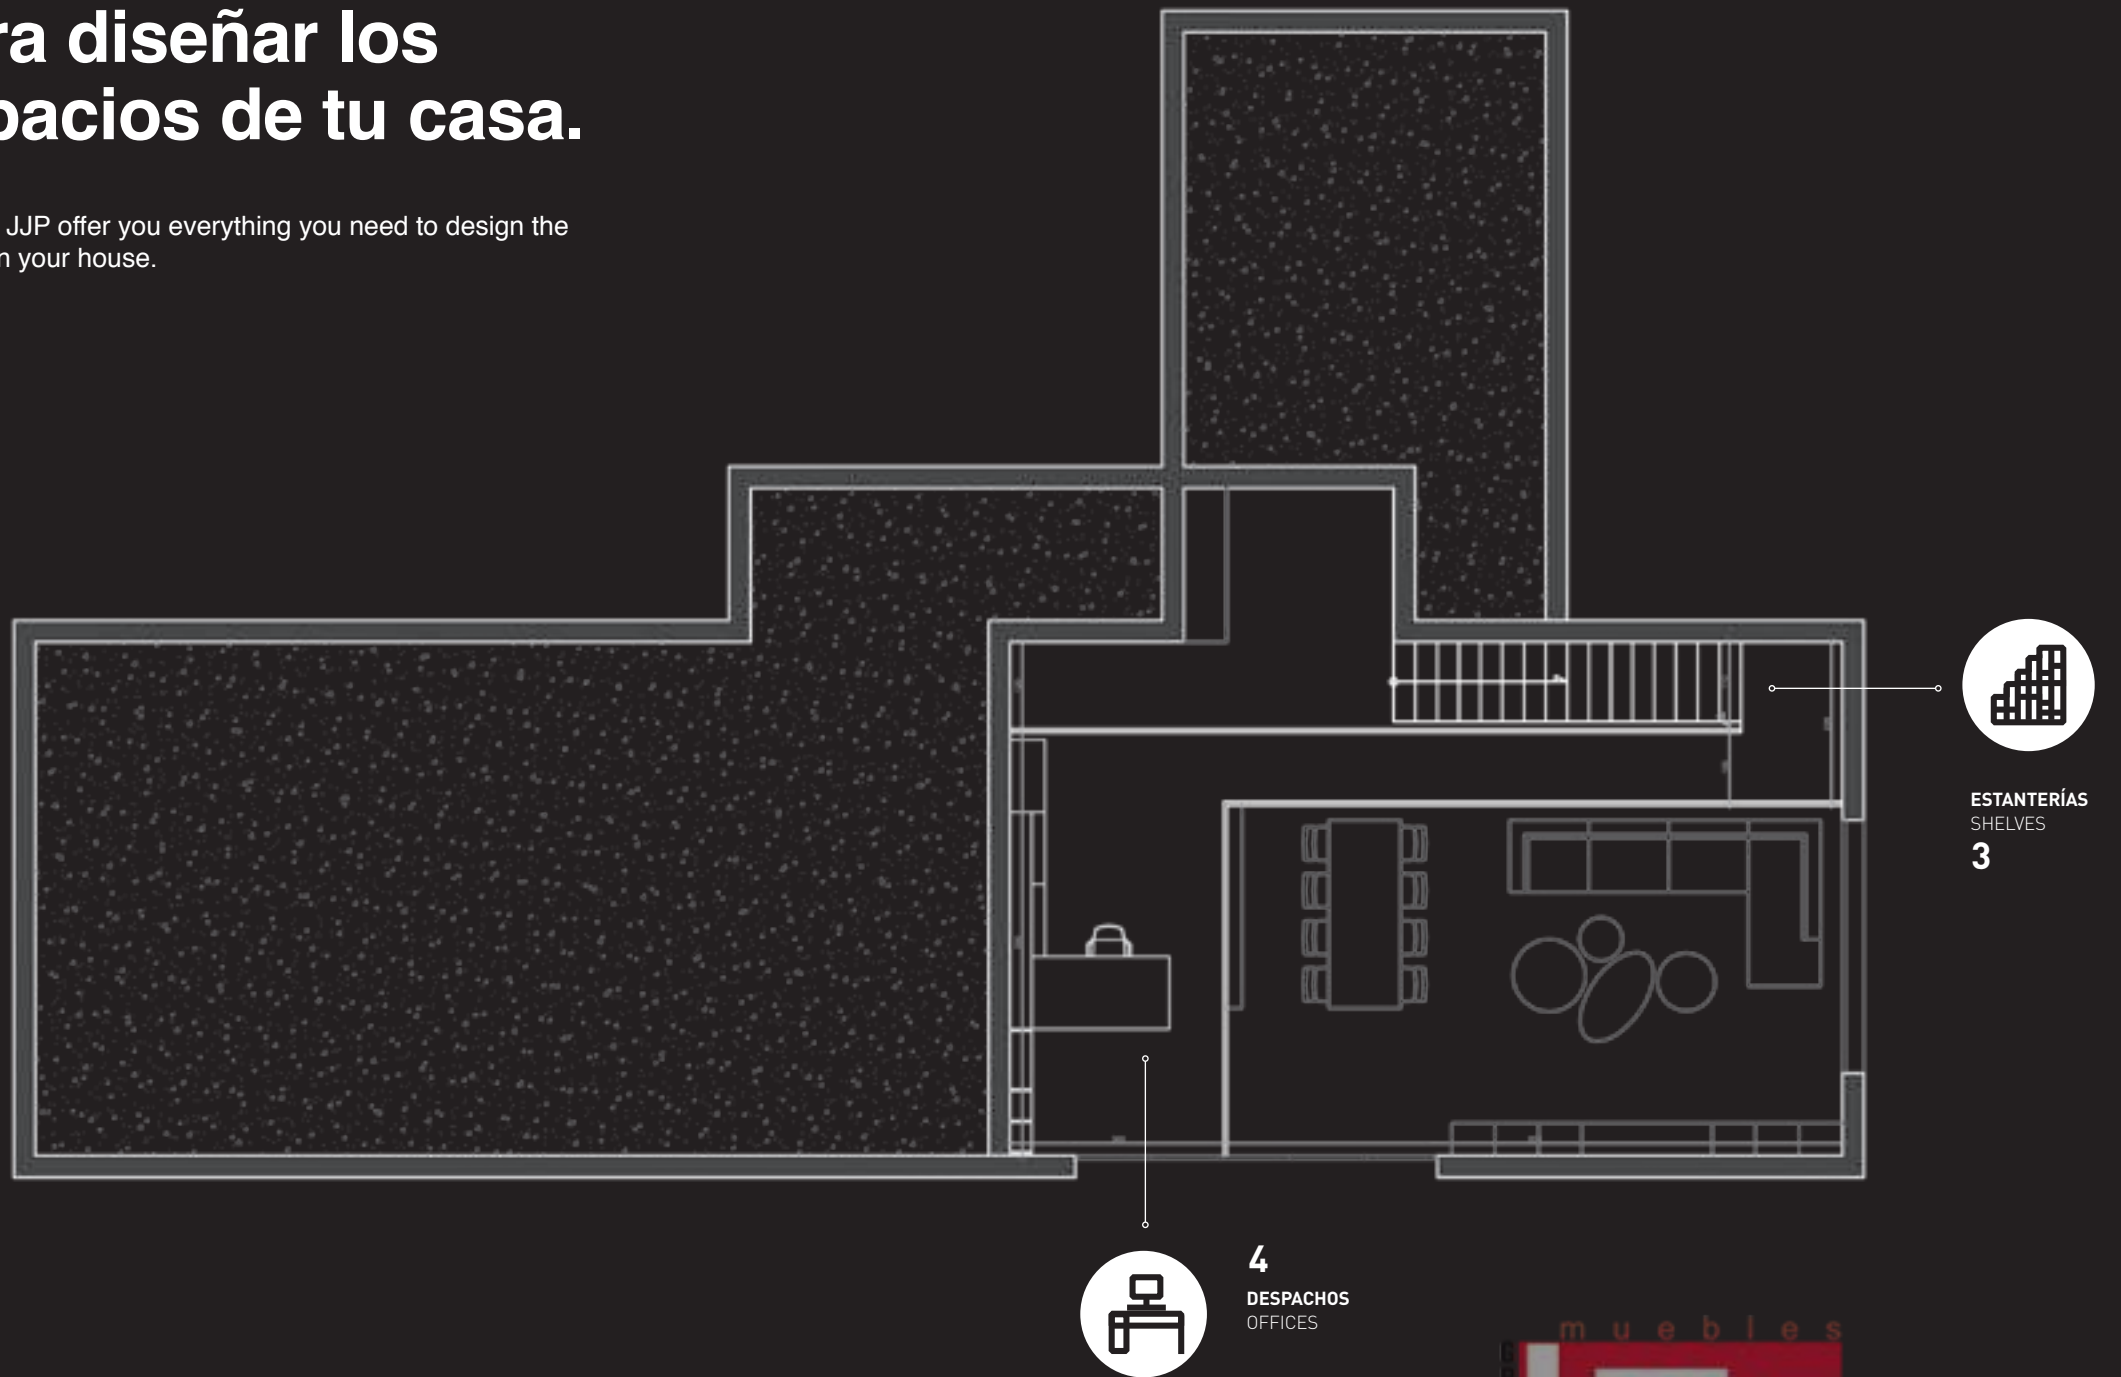 ra diseñar los
pacios de tu casa.
JJP offer you everything you need to design the
n your house.
ESTANTERÍAS
SHELVES
3
4
DESPACHOS
OFFICES
muebles